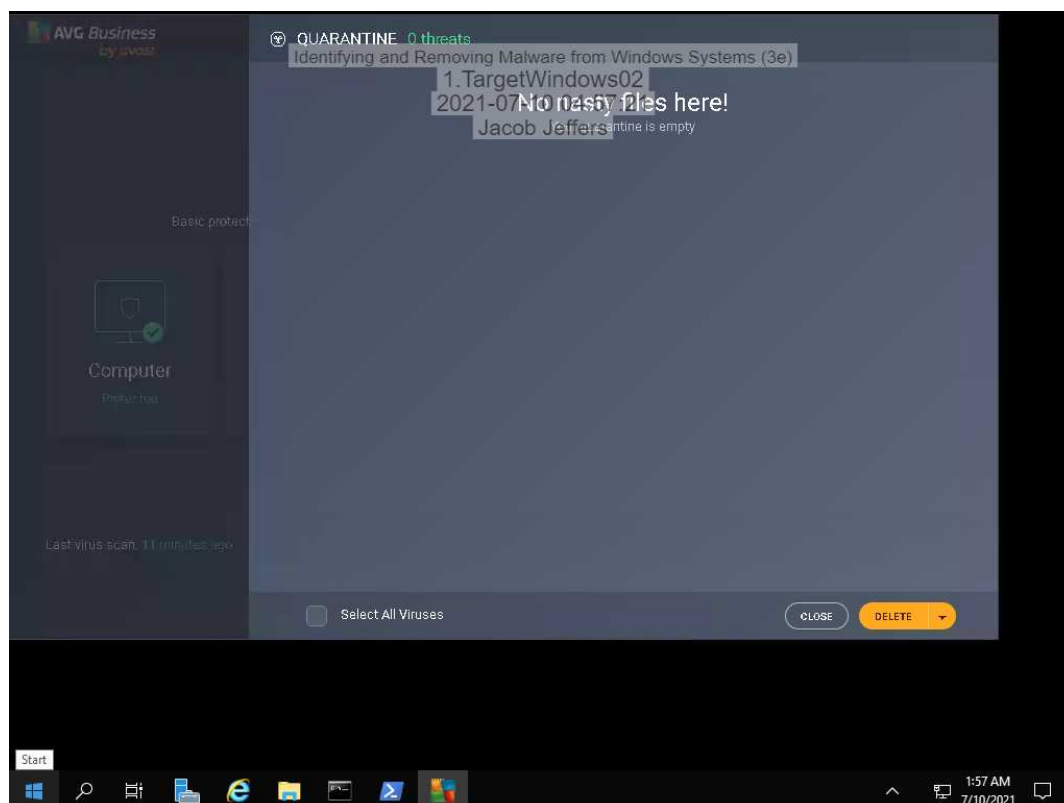 AVG Business
by avast
QUARANTINE 0 threats
Identifying and Removing Malware from Windows Systems (3e)
1.TargetWindows02
No nasty files here!
Jacob Jeffers
is empty
Basic protect
Computer
Protected
Last virus scan, 11 minutes ago
Select All Viruses
CLOSE
DELETE
Start
1:57 AM
7/10/2021